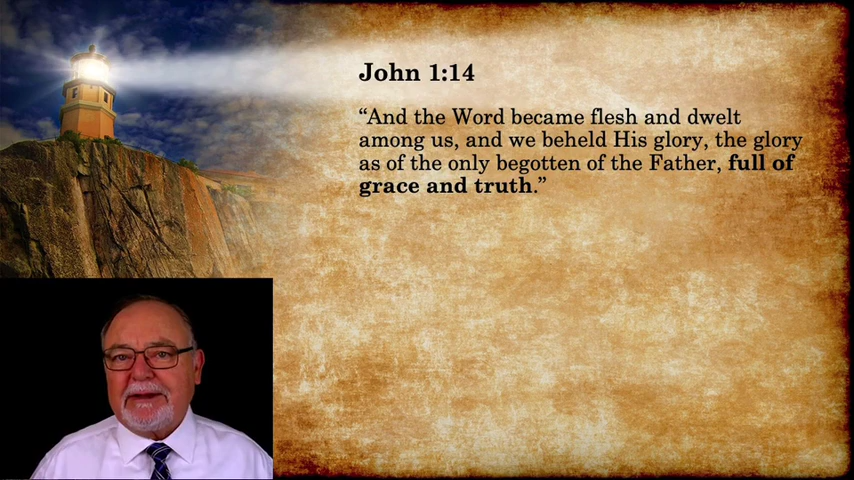 John 1:14
“And the Word became flesh and dwelt
among us, and we beheld His glory, the glory
as of the only begotten of the Father, full of
grace and truth.”